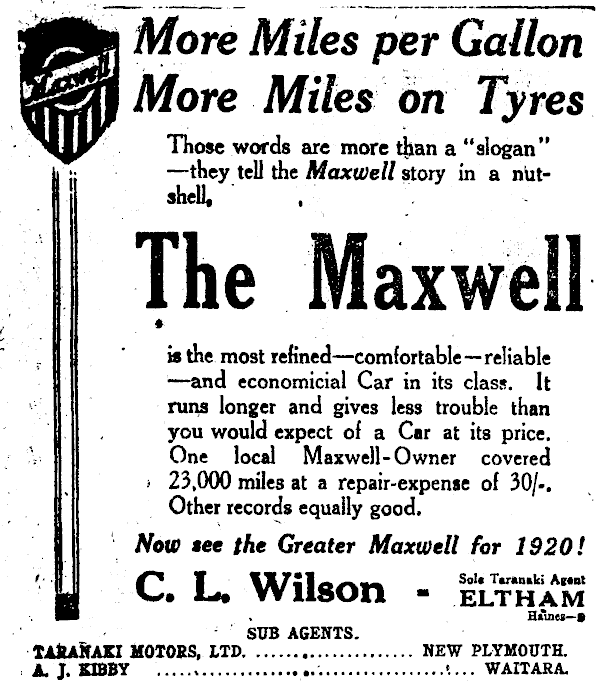 Maxwell
More Miles per Gallon
More Miles on Tyres
Those words are more than a "slogan"
—they tell the Maxwell story in a nut-
shell.
The Maxwell
is the most refined—comfortable—reliable
—and economicial Car in its class. It
runs longer and gives less trouble than
you would expect of a Car at its price.
One local Maxwell-Owner covered
23,000 miles at a repair-expense of 30/-.
Other records equally good.
Now see the Greater Maxwell for 1920!
C. L. Wilson - Sole Taranaki Agent
ELTHAM
Haines—
SUB AGENTS.
TARANAKI MOTORS, LTD. ...................... NEW PLYMOUTH.
A. J. KIBBY ............................... WAITARA.